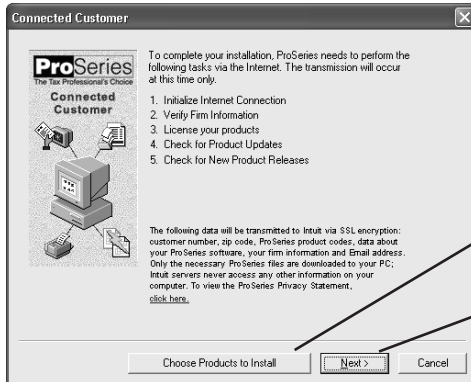 Connected Customer
ProSeries
The Tax Professional's Choice
Connected
Customer
To complete your installation, ProSeries needs to perform the
following tasks via the Internet. The transmission will occur
at this time only.
1. Initialize Internet Connection
2. Verify Firm Information
3. License your products
4. Check for Product Updates
5. Check for New Product Releases
The following data will be transmitted to Intuit via SSL encryption:
customer number, zip code, ProSeries product codes, data about
your ProSeries software, your firm information and Email address.
Only the necessary ProSeries files are downloaded to your PC;
Intuit servers never access any other information on your
computer. To view the ProSeries Privacy Statement,
click here.
Choose Products to Install
Next >
Cancel